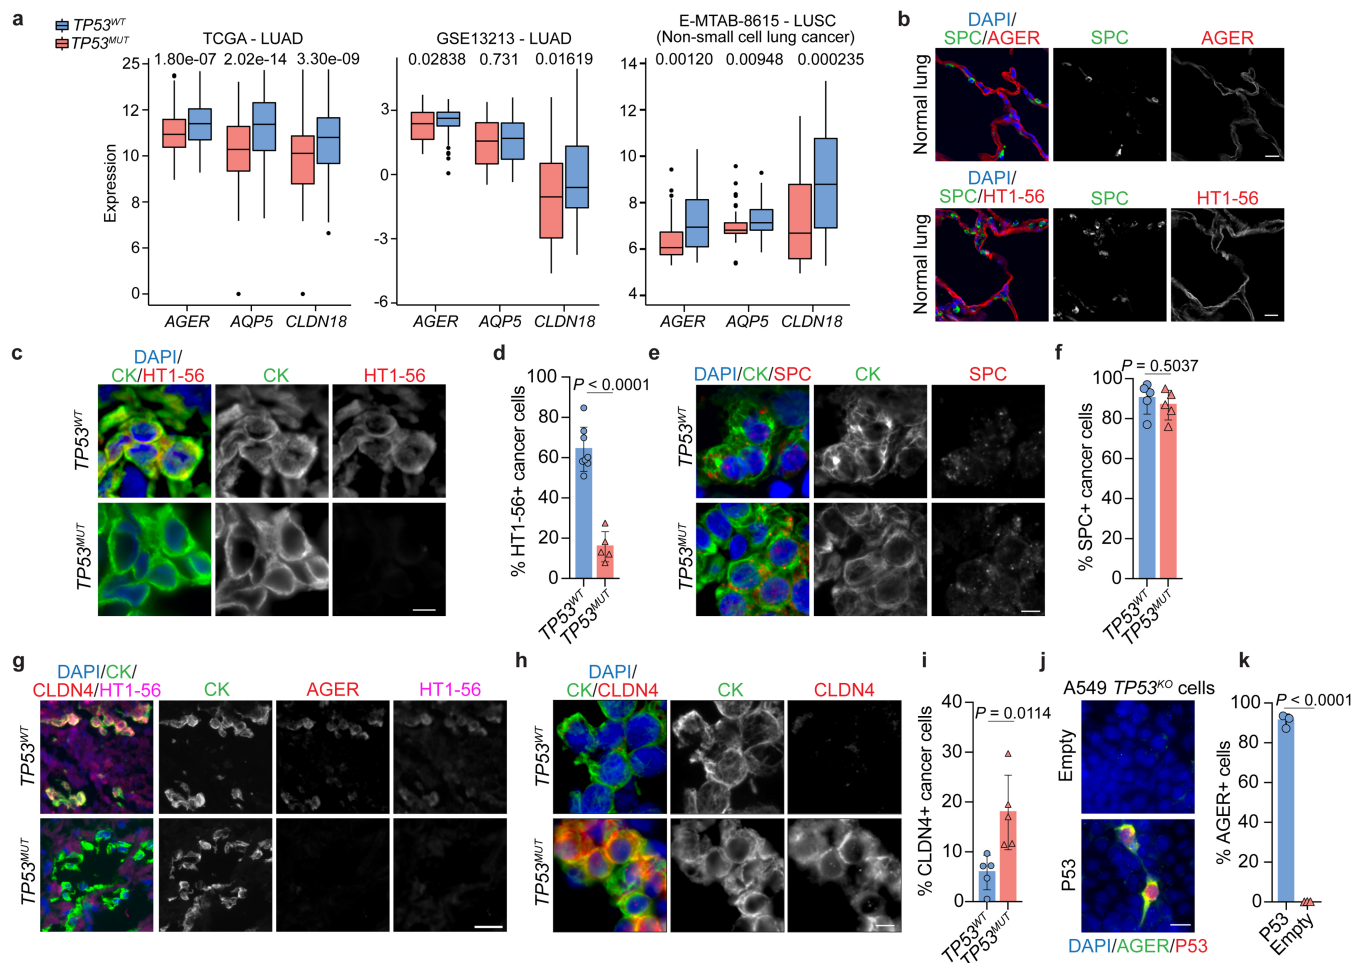 a
TP53WT
TP53MUT
TCGA - LUAD
1.80e-07 2.02e-14 3.30e-09
Expression
25
12
10
8
6
0
AGER AQP5 CLDN18
GSE13213 - LUAD
0.02838 0.731 0.01619
3
0
-3
-6
AGER AQP5 CLDN18
E-MTAB-8615 - LUSC
(Non-small cell lung cancer)
0.00120 0.00948 0.000235
14
12
10
8
6
4
AGER AQP5 CLDN18
b
DAPI/
SPC/AGER SPC AGER
Normal lung
DAPI/
SPC/HT1-56 SPC HT1-56
Normal lung
c
DAPI/
CK/HT1-56 CK HT1-56
TP53WT
TP53MUT
d
P < 0.0001
% HT1-56+ cancer cells
100
80
60
40
20
0
TP53WT
TP53MUT
e
DAPI/CK/SPC CK SPC
TP53WT
TP53MUT
f
P = 0.5037
% SPC+ cancer cells
100
80
60
40
20
0
TP53WT
TP53MUT
g
DAPI/CK/
CLDN4/HT1-56 CK AGER HT1-56
TP53WT
TP53MUT
h
DAPI/
CK/CLDN4 CK CLDN4
TP53WT
TP53MUT
i
P = 0.0114
% CLDN4+ cancer cells
40
30
20
10
0
TP53WT
TP53MUT
j
A549 TP53KO cells
Empty
P53
DAPI/AGER/P53
k
P < 0.0001
% AGER+ cells
100
80
60
40
20
0
P53
Empty